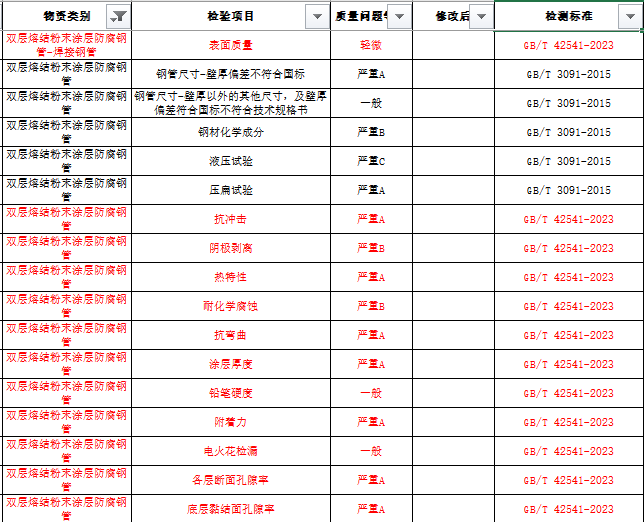 物资类别 检验项目 质量问题 修改后 检测标准
双层熔结粉末涂层防腐钢
管-焊接钢管 表面质量 轻微 GB/T 42541-2023
双层熔结粉末涂层防腐钢
管 钢管尺寸-壁厚偏差不符合国标 严重A GB/T 3091-2015
双层熔结粉末涂层防腐钢
管 钢管尺寸-壁厚以外的其他尺寸，及壁厚
偏差符合国标不符合技术规格书 一般 GB/T 3091-2015
双层熔结粉末涂层防腐钢
管 钢材化学成分 严重B GB/T 3091-2015
双层熔结粉末涂层防腐钢
管 液压试验 严重C GB/T 3091-2015
双层熔结粉末涂层防腐钢
管 压扁试验 严重A GB/T 3091-2015
双层熔结粉末涂层防腐钢
管 抗冲击 严重A GB/T 42541-2023
双层熔结粉末涂层防腐钢
管 阴极剥离 严重B GB/T 42541-2023
双层熔结粉末涂层防腐钢
管 热特性 严重A GB/T 42541-2023
双层熔结粉末涂层防腐钢
管 耐化学腐蚀 严重B GB/T 42541-2023
双层熔结粉末涂层防腐钢
管 抗弯曲 严重A GB/T 42541-2023
双层熔结粉末涂层防腐钢
管 涂层厚度 严重A GB/T 42541-2023
双层熔结粉末涂层防腐钢
管 铅笔硬度 一般 GB/T 42541-2023
双层熔结粉末涂层防腐钢
管 附着力 严重A GB/T 42541-2023
双层熔结粉末涂层防腐钢
管 电火花检漏 一般 GB/T 42541-2023
双层熔结粉末涂层防腐钢
管 各层断面孔隙率 严重A GB/T 42541-2023
双层熔结粉末涂层防腐钢
管 底层黏结面孔隙率 严重A GB/T 42541-2023